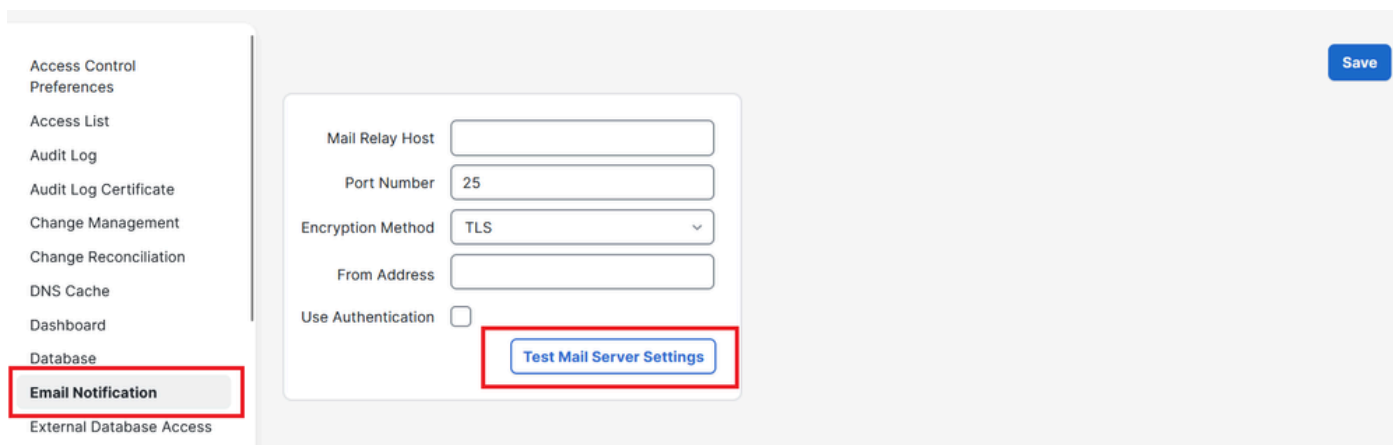 Access Control
Preferences
Access List
Audit Log
Audit Log Certificate
Change Management
Change Reconciliation
DNS Cache
Dashboard
Database
Email Notification
External Database Access
Save
Mail Relay Host
Port Number 25
Encryption Method TLS
From Address
Use Authentication
Test Mail Server Settings